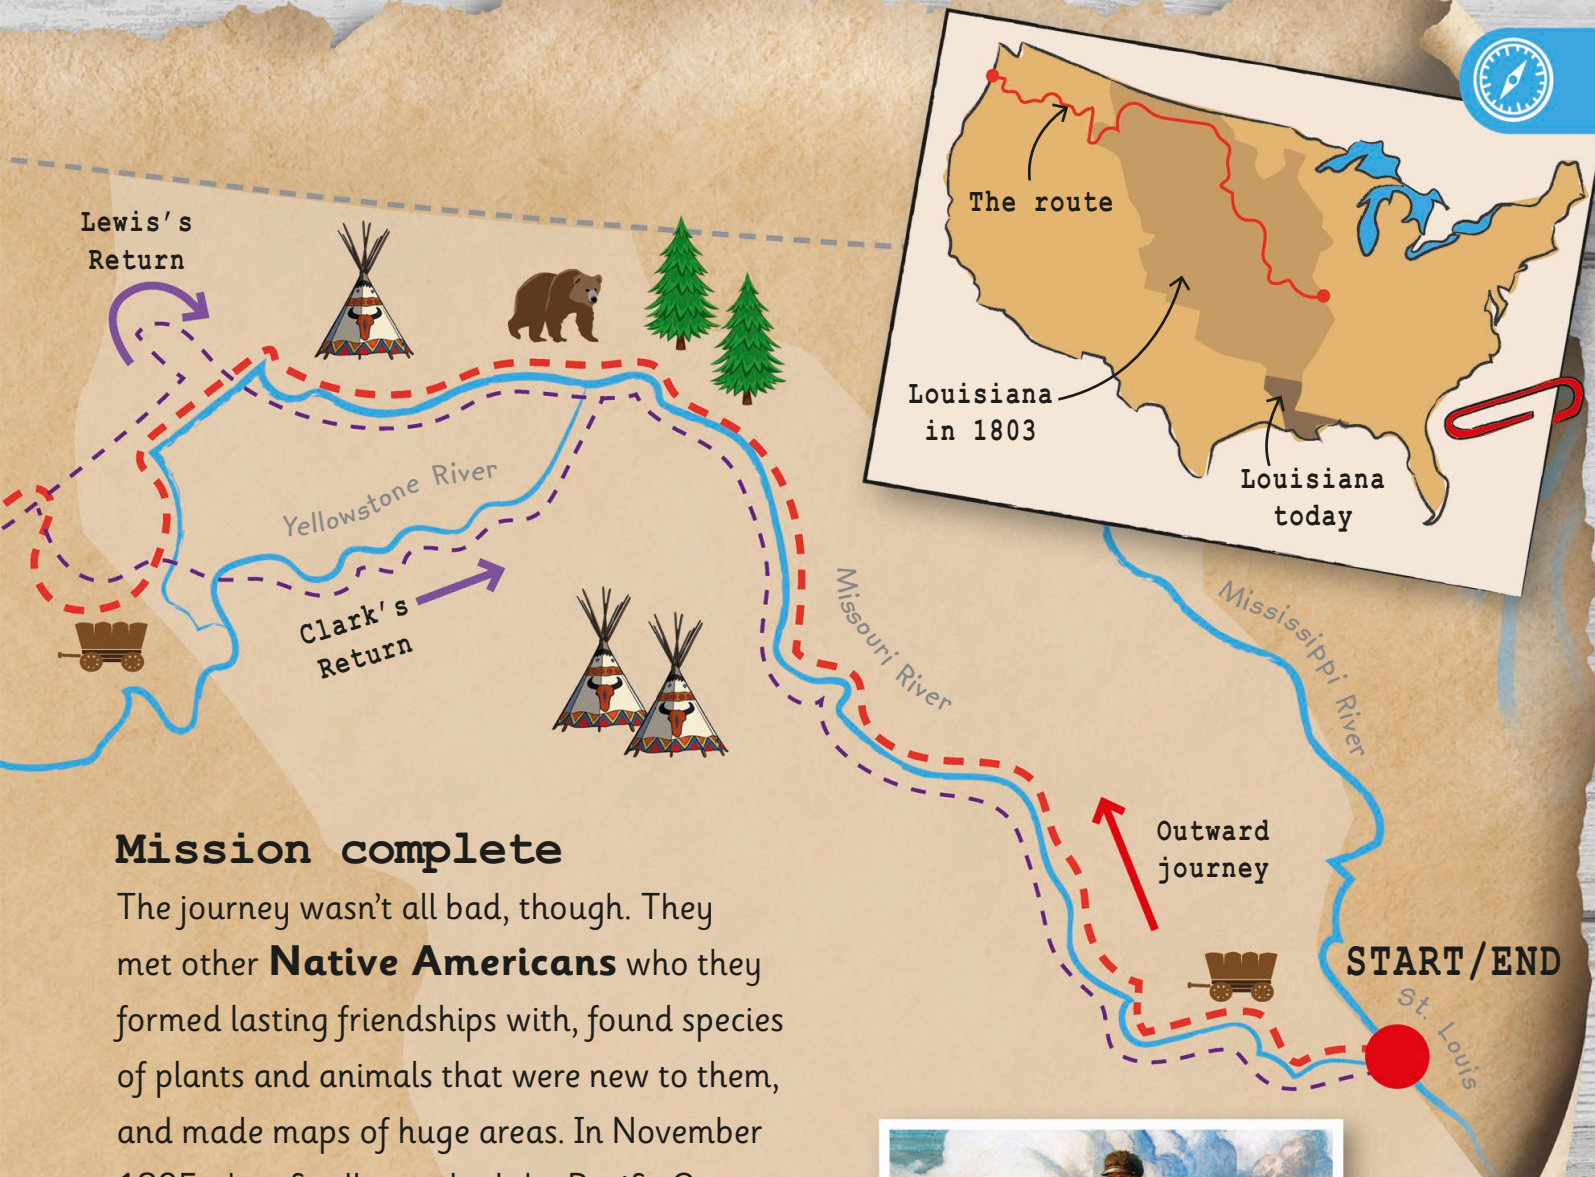 Lewis's
Return
The route
Louisiana
in 1803
Louisiana
today
Yellowstone River
Clark's
Return
Missouri River
Mississippi River
Outward
journey
START/END
St. Louis
Mission complete
The journey wasn't all bad, though. They
met other Native Americans who they
formed lasting friendships with, found species
of plants and animals that were new to them,
and made maps of huge areas. In November